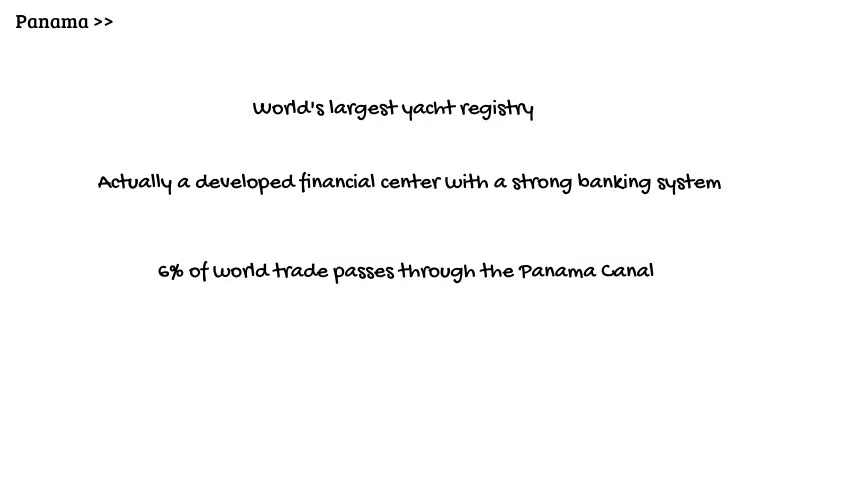 Panama >>
World's largest yacht registry
Actually a developed financial center with a strong banking system
6% of world trade passes through the Panama Canal